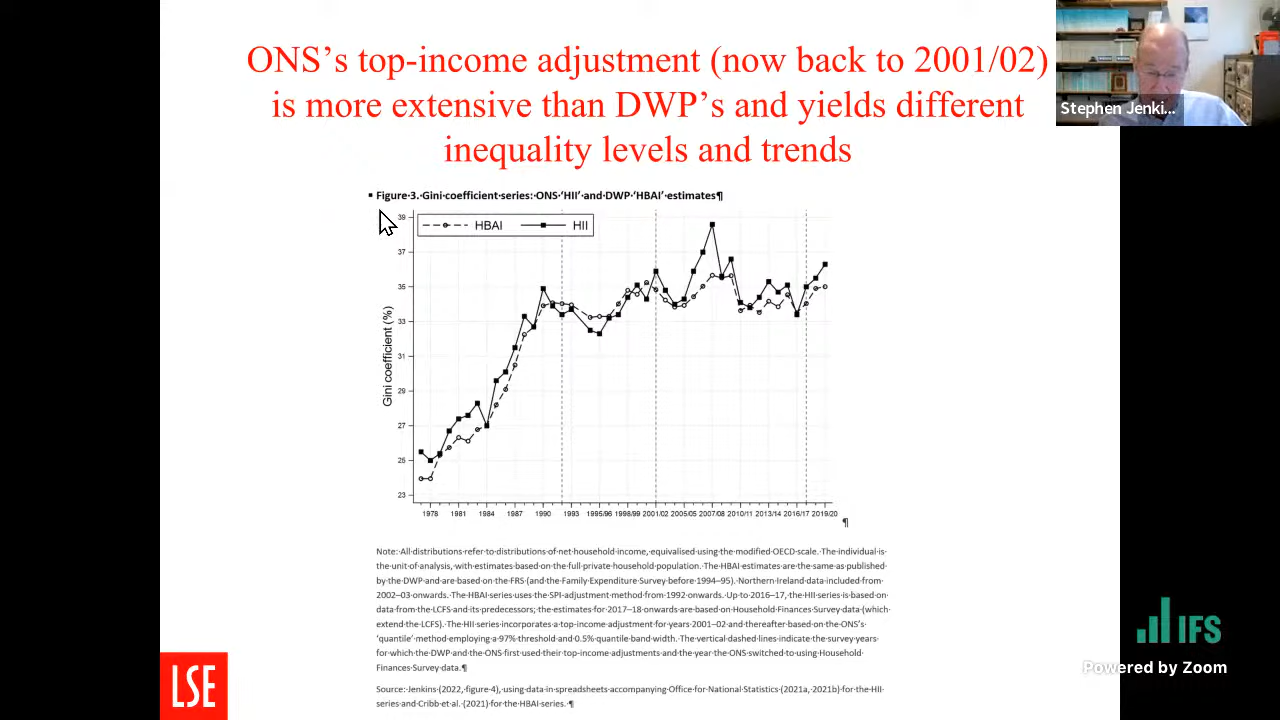 ONS’s top-income adjustment (now back to 2001/02)
is more extensive than DWP’s and yields different
inequality levels and trends
Stephen Jenki...
▪ Figure·3.·Gini·coefficient·series:·ONS·‘HII’·and·DWP·‘HBAI’·estimates¶
HBAI
HII
Gini coefficient (%)
39
37
35
33
31
29
27
25
23
1978 1981 1984 1987 1990 1993 1995/96 1998/99 2001/02 2005/05 2007/08 2010/11 2013/14 2016/17 2019/20
¶
Note:·All·distributions·refer·to·distributions·of·net·household·income,·equivalised·using·the·modified·OECD·scale.·The·individual·is·
the·unit·of·analysis,·with·estimates·based·on·the·full·private·household·population.·The·HBAI·estimates·are·the·same·as·published·
by·the·DWP·and·are·based·on·the·FRS·(and·the·Family·Expenditure·Survey·before·1994–95).·Northern·Ireland·data·included·from·
2002–03·onwards.·The·HBAI·series·uses·the·SPI-adjustment·method·from·1992·onwards.·Up·to·2016–17,·the·HII·series·is·based·on·
data·from·the·LCFS·and·its·predecessors;·the·estimates·for·2017–18·onwards·are·based·on·Household·Finances·Survey·data·(which·
extend·the·LCFS).·The·HII·series·incorporates·a·top-income·adjustment·for·years·2001–02·and·thereafter·based·on·the·ONS’s·
‘quantile’·method·employing·a·97%·threshold·and·0.5%·quantile·band·width.·The·vertical·dashed·lines·indicate·the·survey·years·
for·which·the·DWP·and·the·ONS·first·used·their·top-income·adjustments·and·the·year·the·ONS·switched·to·using·Household·
Finances·Survey·data.¶
Source:·Jenkins·(2022,·figure·4),·using·data·in·spreadsheets·accompanying·Office·for·National·Statistics·(2021a,·2021b)·for·the·HII·
series·and·Cribb·et·al.·(2021)·for·the·HBAI·series.·¶
LSE
IFS
Powered by Zoom